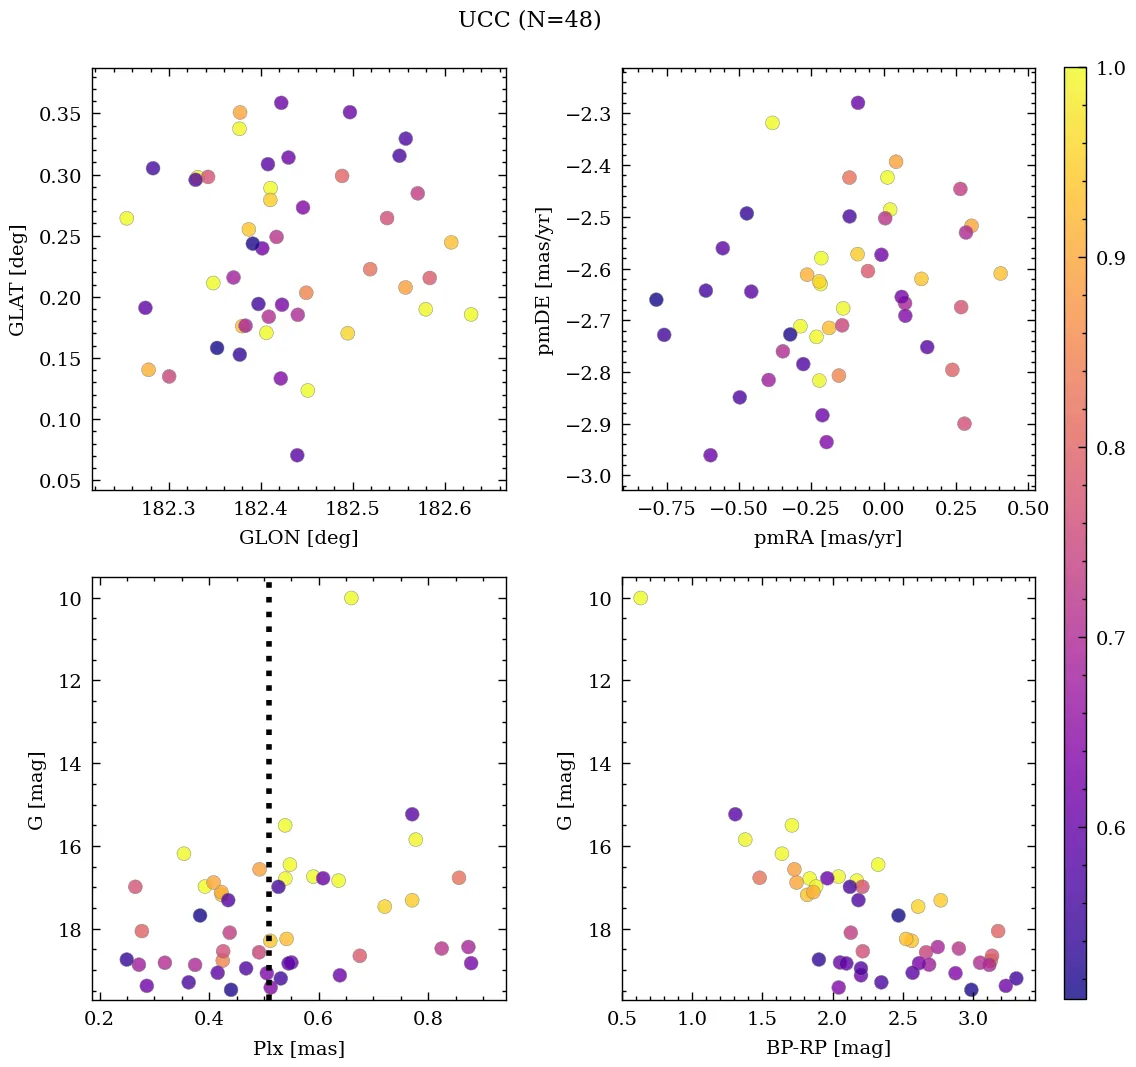 UCC (N=48)
0.35
0.30
0.25
0.20
0.15
0.10
0.05
GLAT [deg]
182.3 182.4 182.5 182.6
GLON [deg]
−2.3
−2.4
−2.5
−2.6
−2.7
−2.8
−2.9
−3.0
pmDE [mas/yr]
−0.75 −0.50 −0.25 0.00 0.25 0.50
pmRA [mas/yr]
10
12
14
16
18
G [mag]
0.2 0.4 0.6 0.8
Plx [mas]
10
12
14
16
18
G [mag]
0.5 1.0 1.5 2.0 2.5 3.0
BP-RP [mag]
1.0
0.9
0.8
0.7
0.6